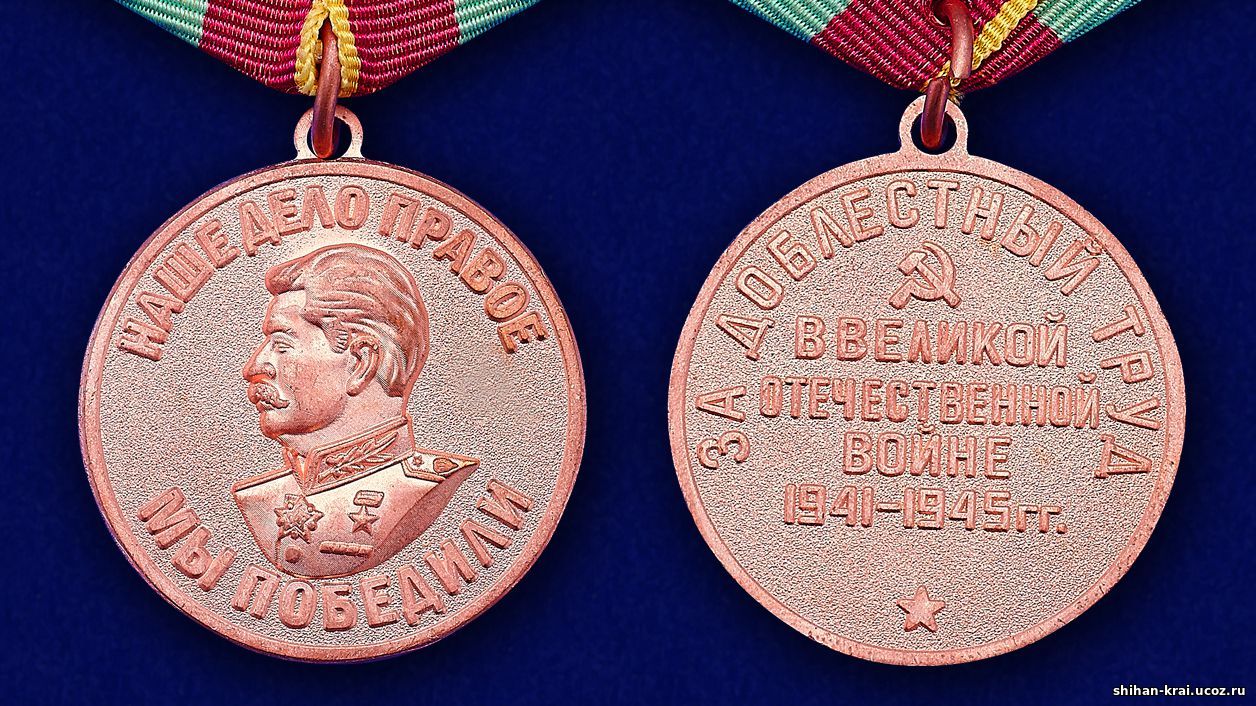 НАШЕ ДЕЛО ПРАВОЕ
МЫ ПОБЕДИЛИ
ЗА ДОБЛЕСТНЫЙ ТРУД
В ВЕЛИКОЙ
ОТЕЧЕСТВЕННОЙ
ВОЙНЕ
1941-1945гг.
shihan-krai.ucoz.ru